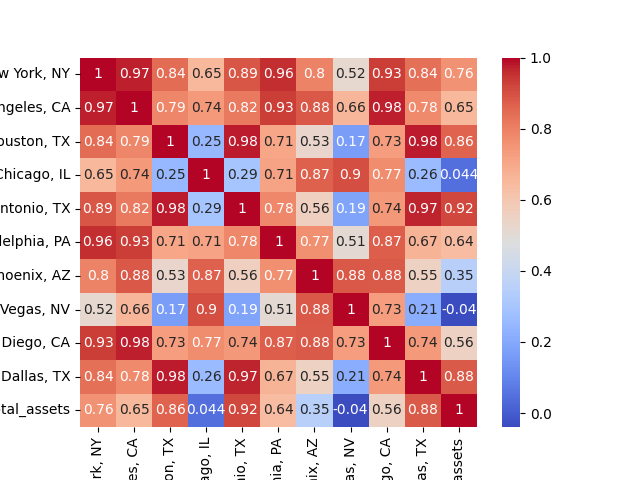 w York, NY 1 0.97 0.84 0.65 0.89 0.96 0.8 0.52 0.93 0.84 0.76
ngeles, CA 0.97 1 0.79 0.74 0.82 0.93 0.88 0.66 0.98 0.78 0.65
ouston, TX 0.84 0.79 1 0.25 0.98 0.71 0.53 0.17 0.73 0.98 0.86
Chicago, IL 0.65 0.74 0.25 1 0.29 0.71 0.87 0.9 0.77 0.26 0.044
ntonio, TX 0.89 0.82 0.98 0.29 1 0.78 0.56 0.19 0.74 0.97 0.92
delphia, PA 0.96 0.93 0.71 0.71 0.78 1 0.77 0.51 0.87 0.67 0.64
hoenix, AZ 0.8 0.88 0.53 0.87 0.56 0.77 1 0.88 0.88 0.55 0.35
Vegas, NV 0.52 0.66 0.17 0.9 0.19 0.51 0.88 1 0.73 0.21 -0.04
Diego, CA 0.93 0.98 0.73 0.77 0.74 0.87 0.88 0.73 1 0.74 0.56
Dallas, TX 0.84 0.78 0.98 0.26 0.97 0.67 0.55 0.21 0.74 1 0.88
tal_assets 0.76 0.65 0.86 0.044 0.92 0.64 0.35 -0.04 0.56 0.88 1
rk, NY
es, CA
on, TX
ago, IL
nio, TX
hia, PA
nix, AZ
as, NV
go, CA
as, TX
assets
1.0
0.8
0.6
0.4
0.2
0.0